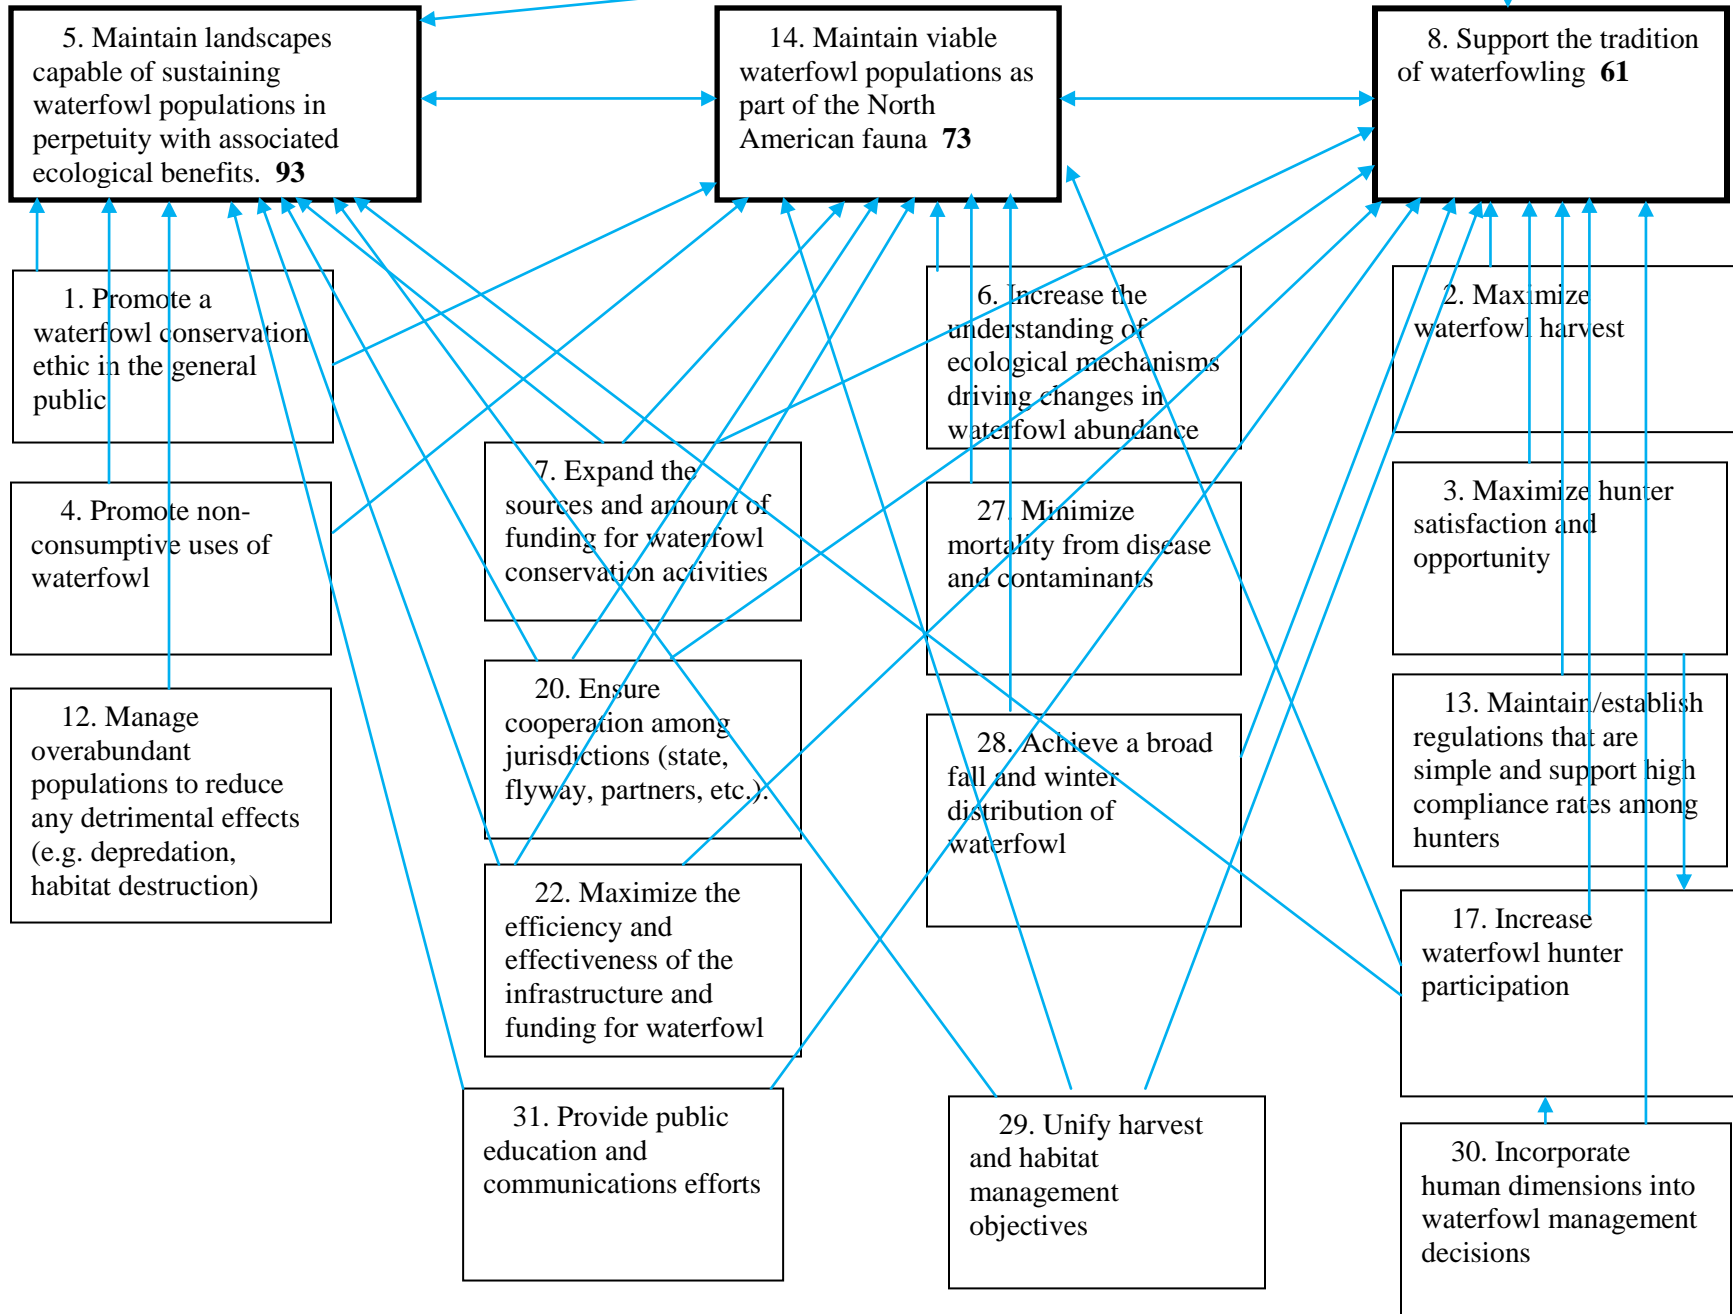 5. Maintain landscapes
capable of sustaining
waterfowl populations in
perpetuity with associated
ecological benefits.  93
14. Maintain viable
waterfowl populations as
part of the North
American fauna  73
8. Support the tradition
of waterfowling  61
1. Promote a
waterfowl conservation
ethic in the general
public
6. Increase the
understanding of
ecological mechanisms
driving changes in
waterfowl abundance
2. Maximize
waterfowl harvest
4. Promote non-
consumptive uses of
waterfowl
7. Expand the
sources and amount of
funding for waterfowl
conservation activities
27. Minimize
mortality from disease
and contaminants
3. Maximize hunter
satisfaction and
opportunity
12. Manage
overabundant
populations to reduce
any detrimental effects
(e.g. depredation,
habitat destruction)
20. Ensure
cooperation among
jurisdictions (state,
flyway, partners, etc.).
28. Achieve a broad
fall and winter
distribution of
waterfowl
13. Maintain/establish
regulations that are
simple and support high
compliance rates among
hunters
22. Maximize the
efficiency and
effectiveness of the
infrastructure and
funding for waterfowl
17. Increase
waterfowl hunter
participation
31. Provide public
education and
communications efforts
29. Unify harvest
and habitat
management
objectives
30. Incorporate
human dimensions into
waterfowl management
decisions